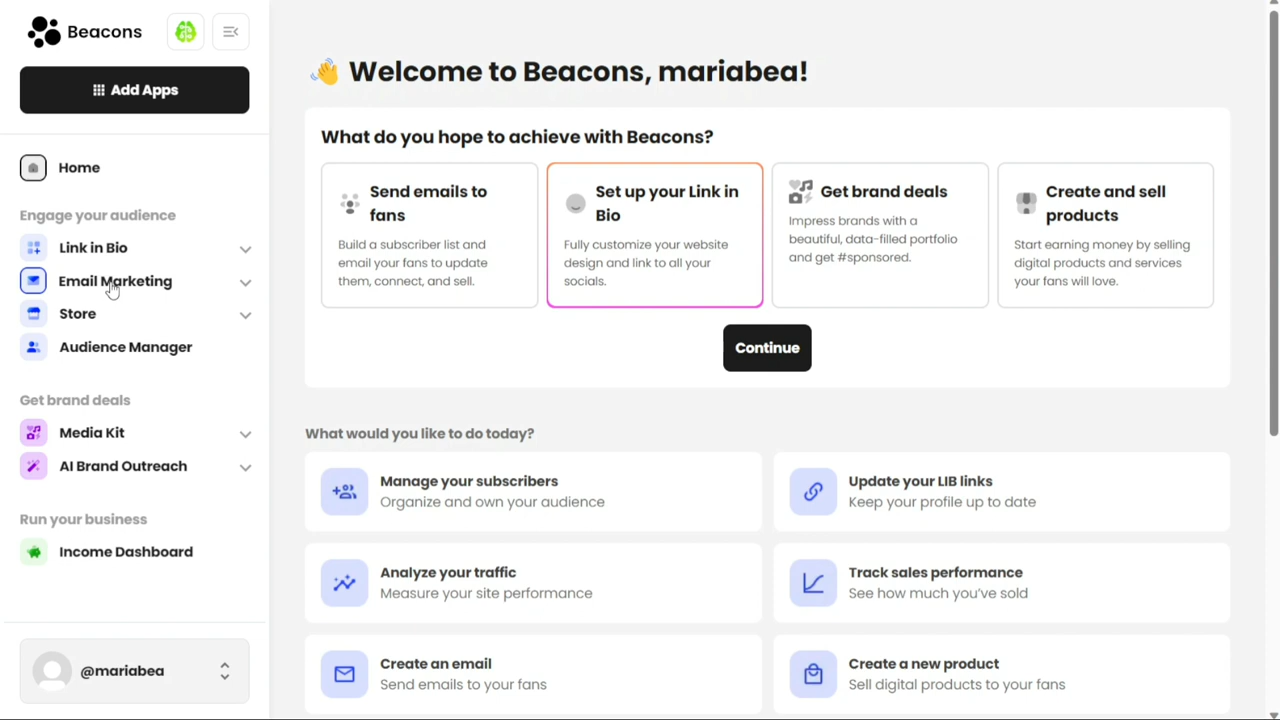 Beacons
Add Apps
Home
Engage your audience
Link in Bio
Email Marketing
Store
Audience Manager
Get brand deals
Media Kit
AI Brand Outreach
Run your business
Income Dashboard
@mariabea
Welcome to Beacons, mariabea!
What do you hope to achieve with Beacons?
Send emails to
fans
Build a subscriber list and
email your fans to update
them, connect, and sell.
Set up your Link in
Bio
Fully customize your website
design and link to all your
socials.
Get brand deals
Impress brands with a
beautiful, data-filled portfolio
and get #sponsored.
Create and sell
products
Start earning money by selling
digital products and services
your fans will love.
Continue
What would you like to do today?
Manage your subscribers
Organize and own your audience
Update your LIB links
Keep your profile up to date
Analyze your traffic
Measure your site performance
Track sales performance
See how much you've sold
Create an email
Send emails to your fans
Create a new product
Sell digital products to your fans